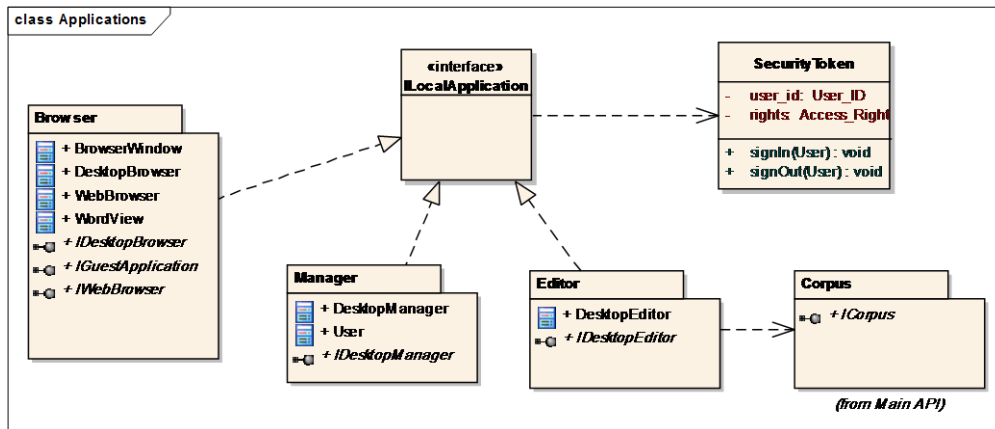 class Applications
«interface»
ILocalApplication
SecurityToken
- user_id: User_ID
- rights: Access_Right
+ signIn(User) : void
+ signOut(User) : void
Browser
+ BrowserWindow
+ DesktopBrowser
+ WebBrowser
+ WordView
+ IDesktopBrowser
+ IGuestApplication
+ IWebBrowser
Manager
+ DesktopManager
+ User
+ IDesktopManager
Editor
+ DesktopEditor
+ IDesktopEditor
Corpus
+ ICorpus
(from Main API)